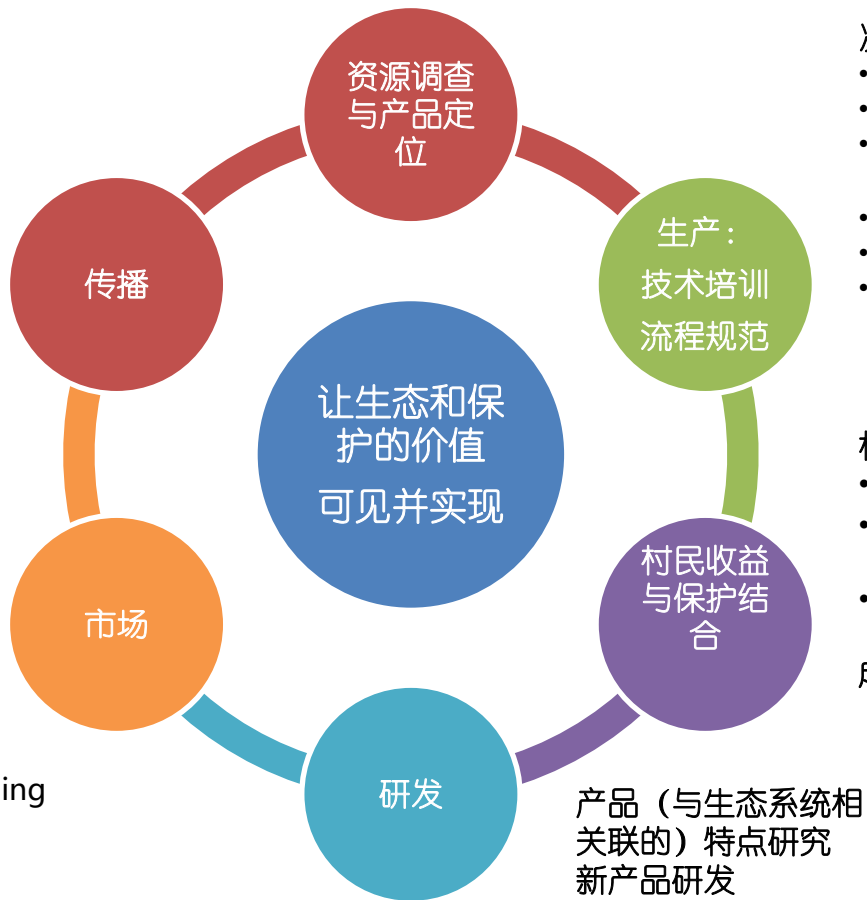 资源调查
与产品定
位
生产：
技术培训
流程规范
传播
让生态和保
护的价值
可见并实现
村民收益
与保护结
合
市场
研发
ing
产品（与生态系统相
关联的）特点研究
新产品研发